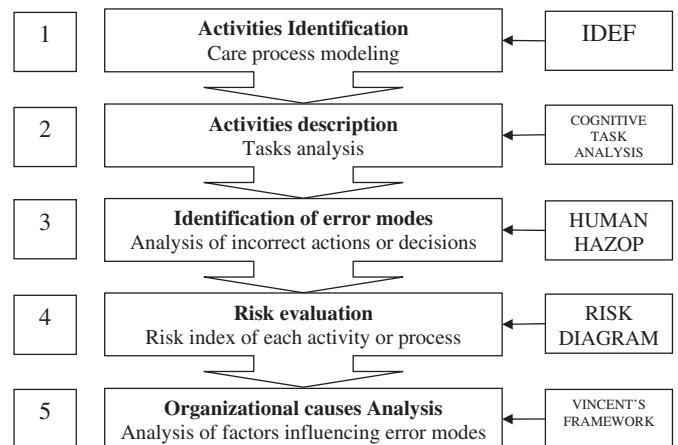 1
Activities Identification
Care process modeling
IDEF
2
Activities description
Tasks analysis
COGNITIVE
TASK
ANALYSIS
3
Identification of error modes
Analysis of incorrect actions or decisions
HUMAN
HAZOP
4
Risk evaluation
Risk index of each activity or process
RISK
DIAGRAM
5
Organizational causes Analysis
Analysis of factors influencing error modes
VINCENT'S
FRAMEWORK